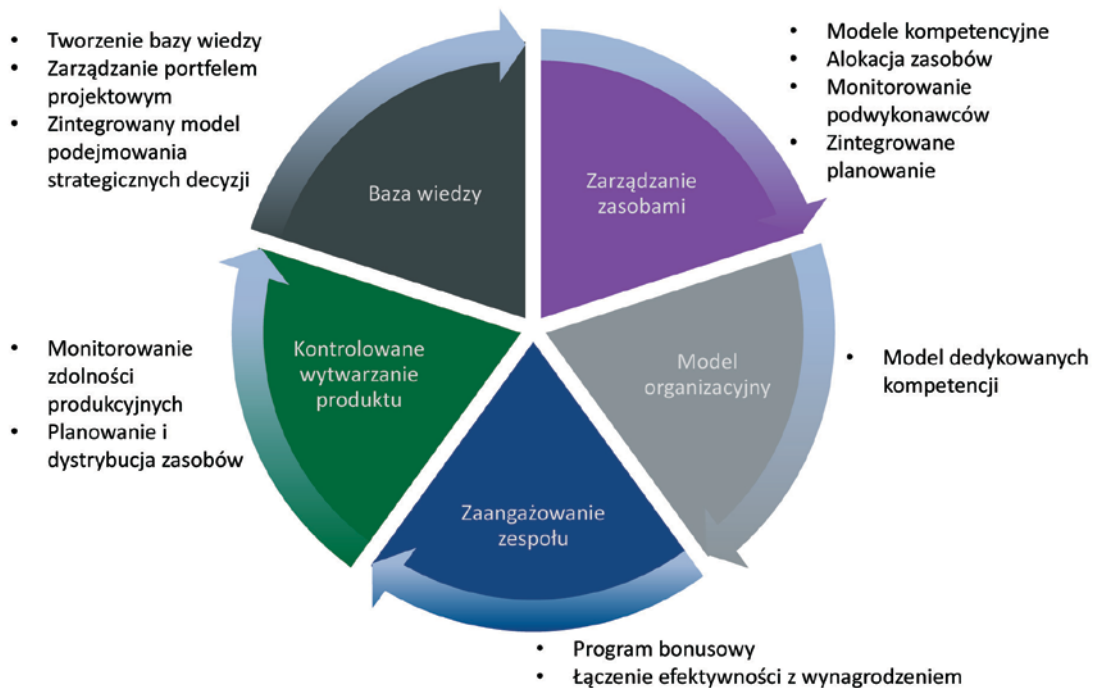 • Tworzenie bazy wiedzy
• Zarządzanie portfelem
projektowym
• Zintegrowany model
podejmowania
strategicznych decyzji
• Modele kompetencyjne
• Alokacja zasobów
• Monitorowanie
podwykonawców
• Zintegrowane
planowanie
Baza wiedzy
Zarządzanie
zasobami
• Monitorowanie
zdolności
produkcyjnych
• Planowanie i
dystrybucja zasobów
Kontrolowane
wytwarzanie
produktu
Model
organizacyjny
• Model dedykowanych
kompetencji
Zaangażowanie
zespołu
• Program bonusowy
• Łączenie efektywności z wynagrodzeniem